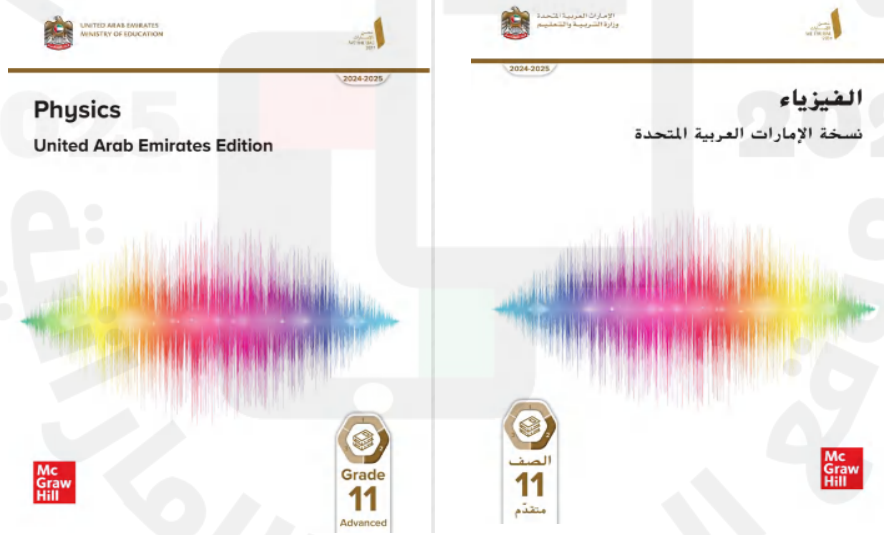 UNITED ARAB EMIRATES
MINISTRY OF EDUCATION
2024-2025
Physics
United Arab Emirates Edition
Mc
Graw
Hill
Grade
11
Advanced
الإمارات العربية المتحدة
وزارة التربية والتعليم
2024-2025
الفيزياء
نسخة الإمارات العربية المتحدة
الصف
11
متقدّم
Mc
Graw
Hill